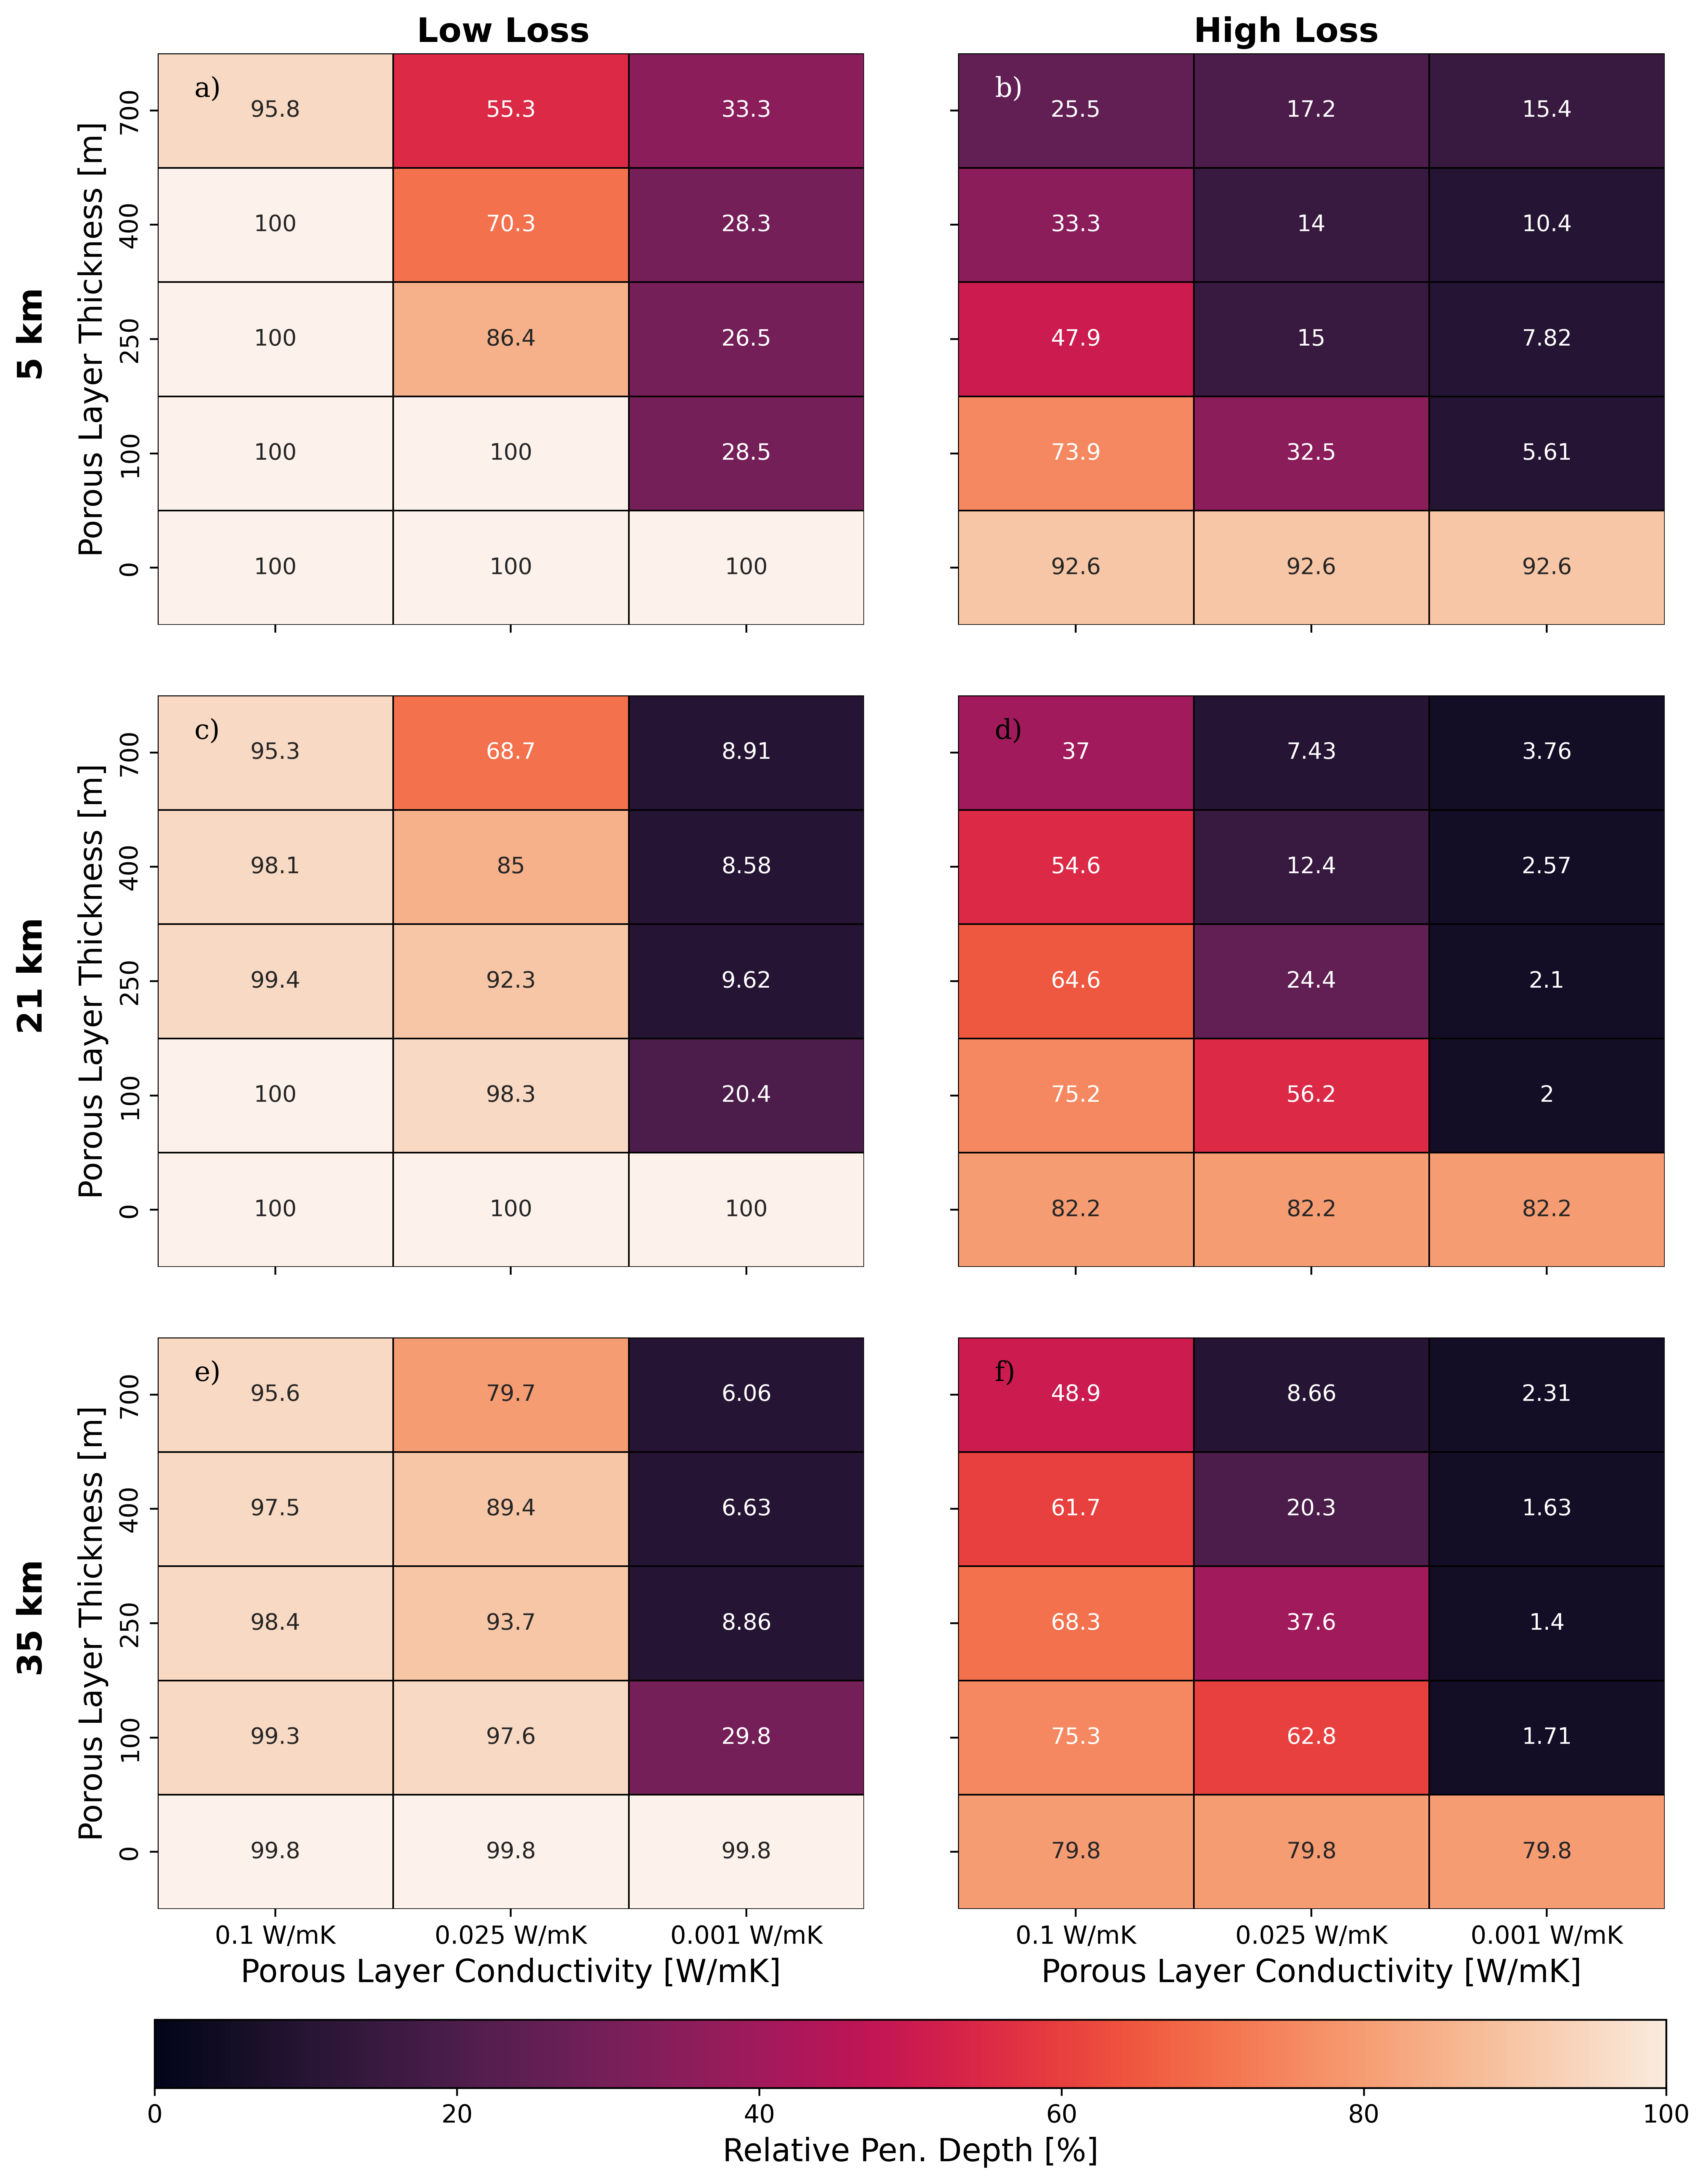 Low Loss High Loss
5 km
Porous Layer Thickness [m]
a) b)
700 95.8 55.3 33.3 25.5 17.2 15.4
400 100 70.3 28.3 33.3 14 10.4
250 100 86.4 26.5 47.9 15 7.82
100 100 100 28.5 73.9 32.5 5.61
0 100 100 100 92.6 92.6 92.6
21 km
Porous Layer Thickness [m]
c) d)
700 95.3 68.7 8.91 37 7.43 3.76
400 98.1 85 8.58 54.6 12.4 2.57
250 99.4 92.3 9.62 64.6 24.4 2.1
100 100 98.3 20.4 75.2 56.2 2
0 100 100 100 82.2 82.2 82.2
35 km
Porous Layer Thickness [m]
e) f)
700 95.6 79.7 6.06 48.9 8.66 2.31
400 97.5 89.4 6.63 61.7 20.3 1.63
250 98.4 93.7 8.86 68.3 37.6 1.4
100 99.3 97.6 29.8 75.3 62.8 1.71
0 99.8 99.8 99.8 79.8 79.8 79.8
0.1 W/mK 0.025 W/mK 0.001 W/mK 0.1 W/mK 0.025 W/mK 0.001 W/mK
Porous Layer Conductivity [W/mK] Porous Layer Conductivity [W/mK]
0 20 40 60 80 100
Relative Pen. Depth [%]